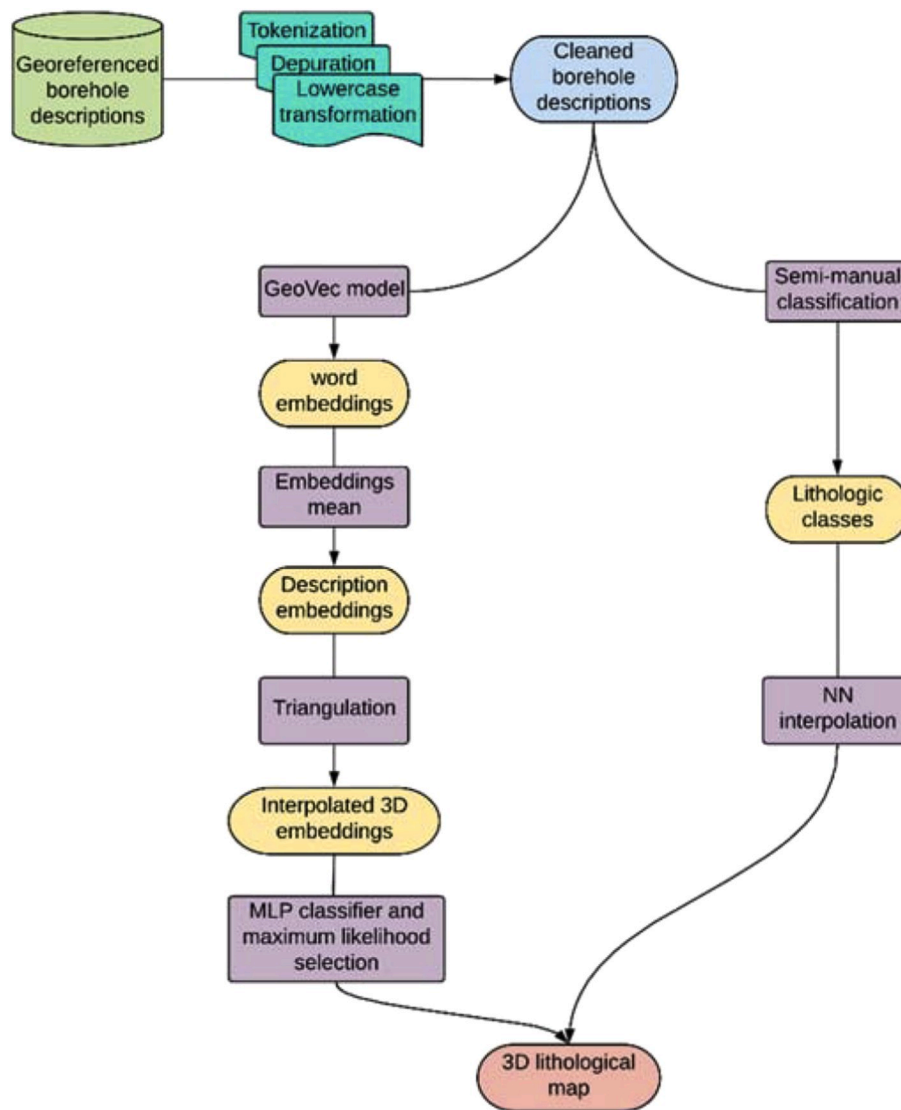 Georeferenced
borehole
descriptions
Tokenization
Depuration
Lowercase
transformation
Cleaned
borehole
descriptions
GeoVec model
Semi-manual
classification
word
embeddings
Embeddings
mean
Lithologic
classes
Description
embeddings
Triangulation
NN
interpolation
Interpolated 3D
embeddings
MLP classifier and
maximum likelihood
selection
3D lithological
map